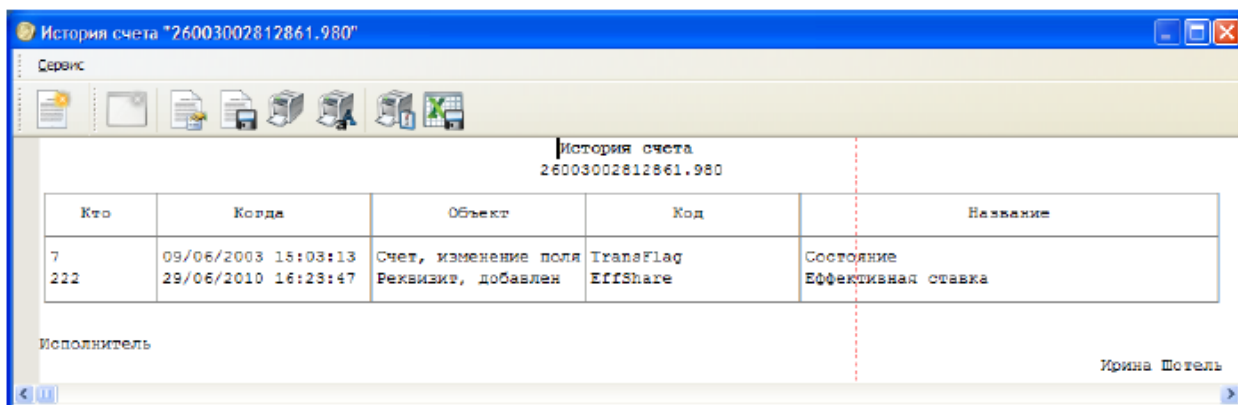 История счета "26003002812861.980"
Сервис
История счета
26003002812861.980
Кто Когда Объект Код Название
7 09/06/2003 15:03:13 Счет, изменение поля TransFlag Состояние
222 29/06/2010 16:23:47 Реквизит, добавлен EffShare Еффективная ставка
Исполнитель
Ирина Шотель